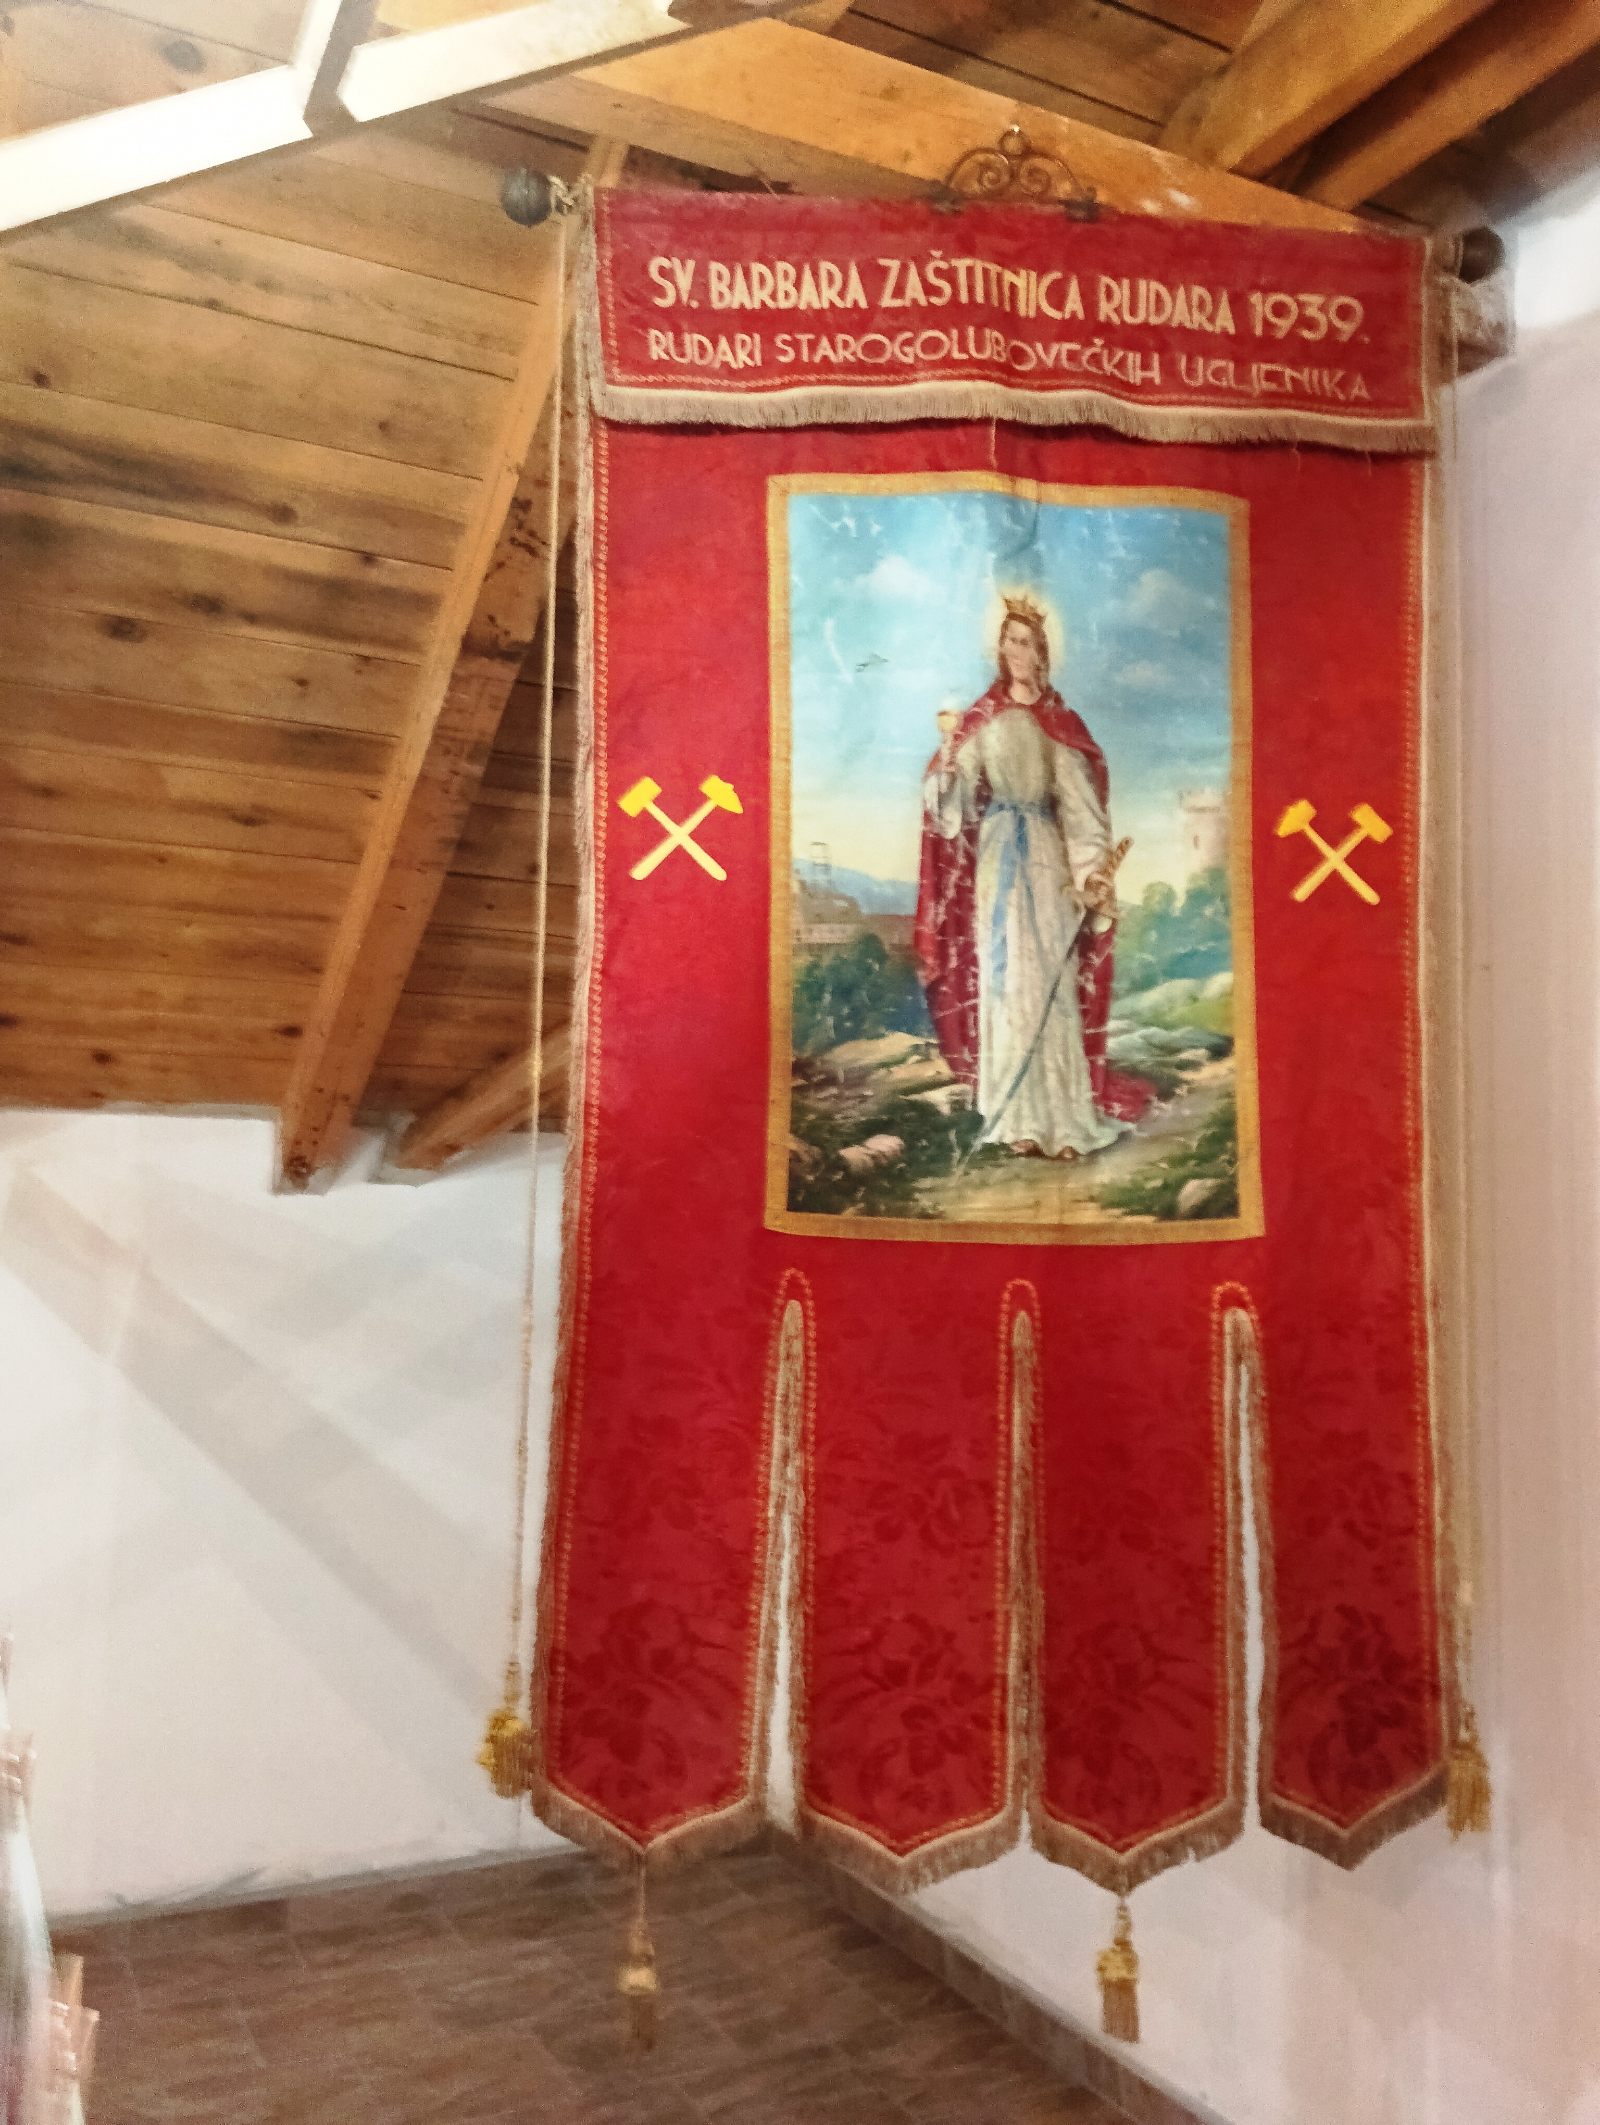 SV. BARBARA ZAŠTITNICA RUDARA 1939.
RUDARI STAROGOLUBOVEČKIH UGLJENIKA